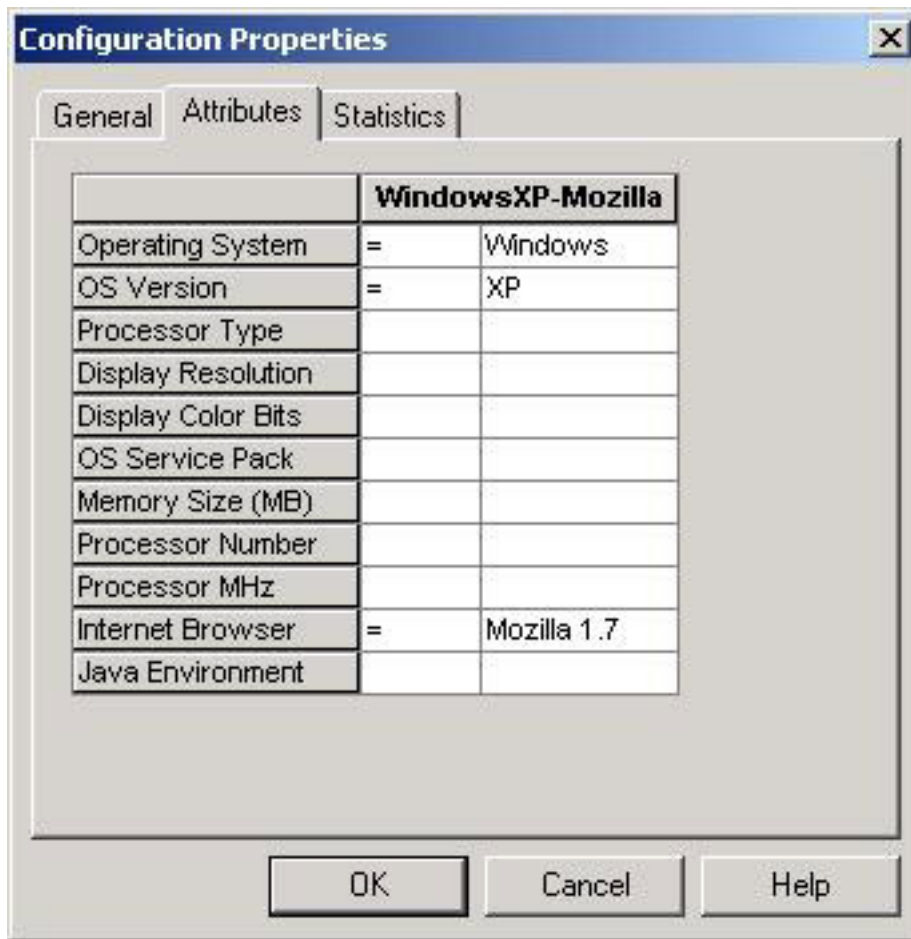 Configuration Properties
General Attributes Statistics
WindowsXP-Mozilla
Operating System = Windows
OS Version = XP
Processor Type
Display Resolution
Display Color Bits
OS Service Pack
Memory Size (MB)
Processor Number
Processor MHz
Internet Browser = Mozilla 1.7
Java Environment
OK Cancel Help